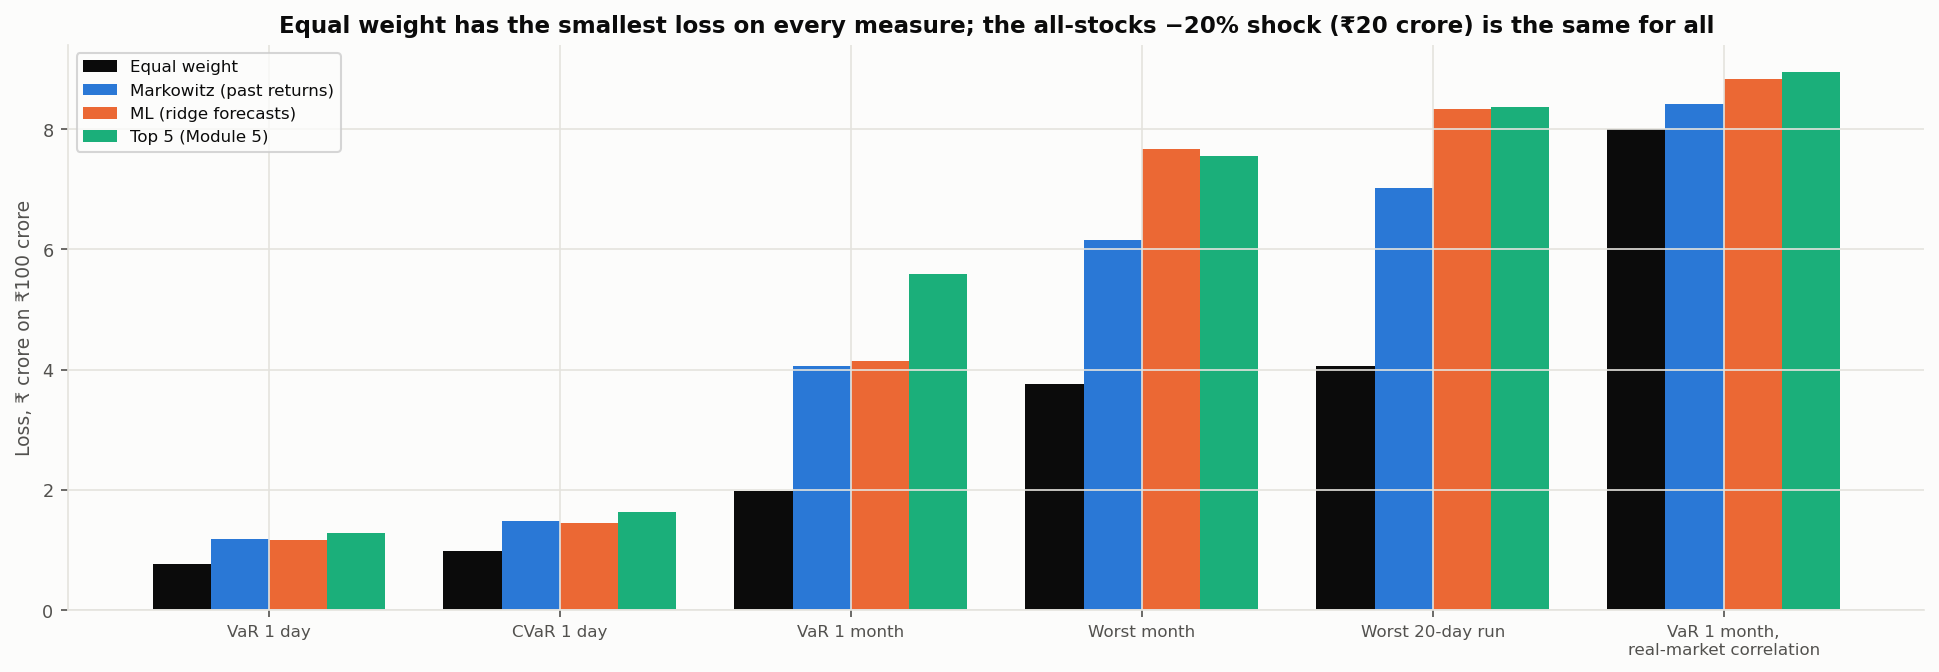 Equal weight has the smallest loss on every measure; the all-stocks −20% shock (₹20 crore) is the same for all
Equal weight
Markowitz (past returns)
ML (ridge forecasts)
Top 5 (Module 5)
Loss, ₹ crore on ₹100 crore
8
6
4
2
0
VaR 1 day
CVaR 1 day
VaR 1 month
Worst month
Worst 20-day run
VaR 1 month,
real-market correlation